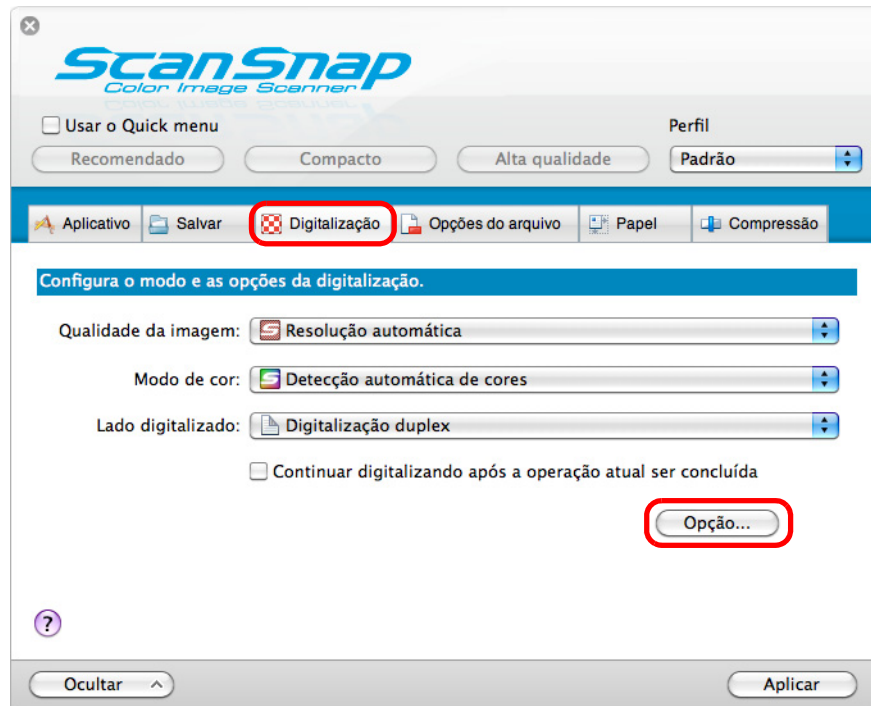 ScanSnap
Color Image Scanner
Usar o Quick menu
Perfil
Recomendado Compacto Alta qualidade Padrão
Aplicativo Salvar Digitalização Opções do arquivo Papel Compressão
Configura o modo e as opções da digitalização.
Qualidade da imagem: Resolução automática
Modo de cor: Detecção automática de cores
Lado digitalizado: Digitalização duplex
Continuar digitalizando após a operação atual ser concluída
Opção...
?
Ocultar Aplicar